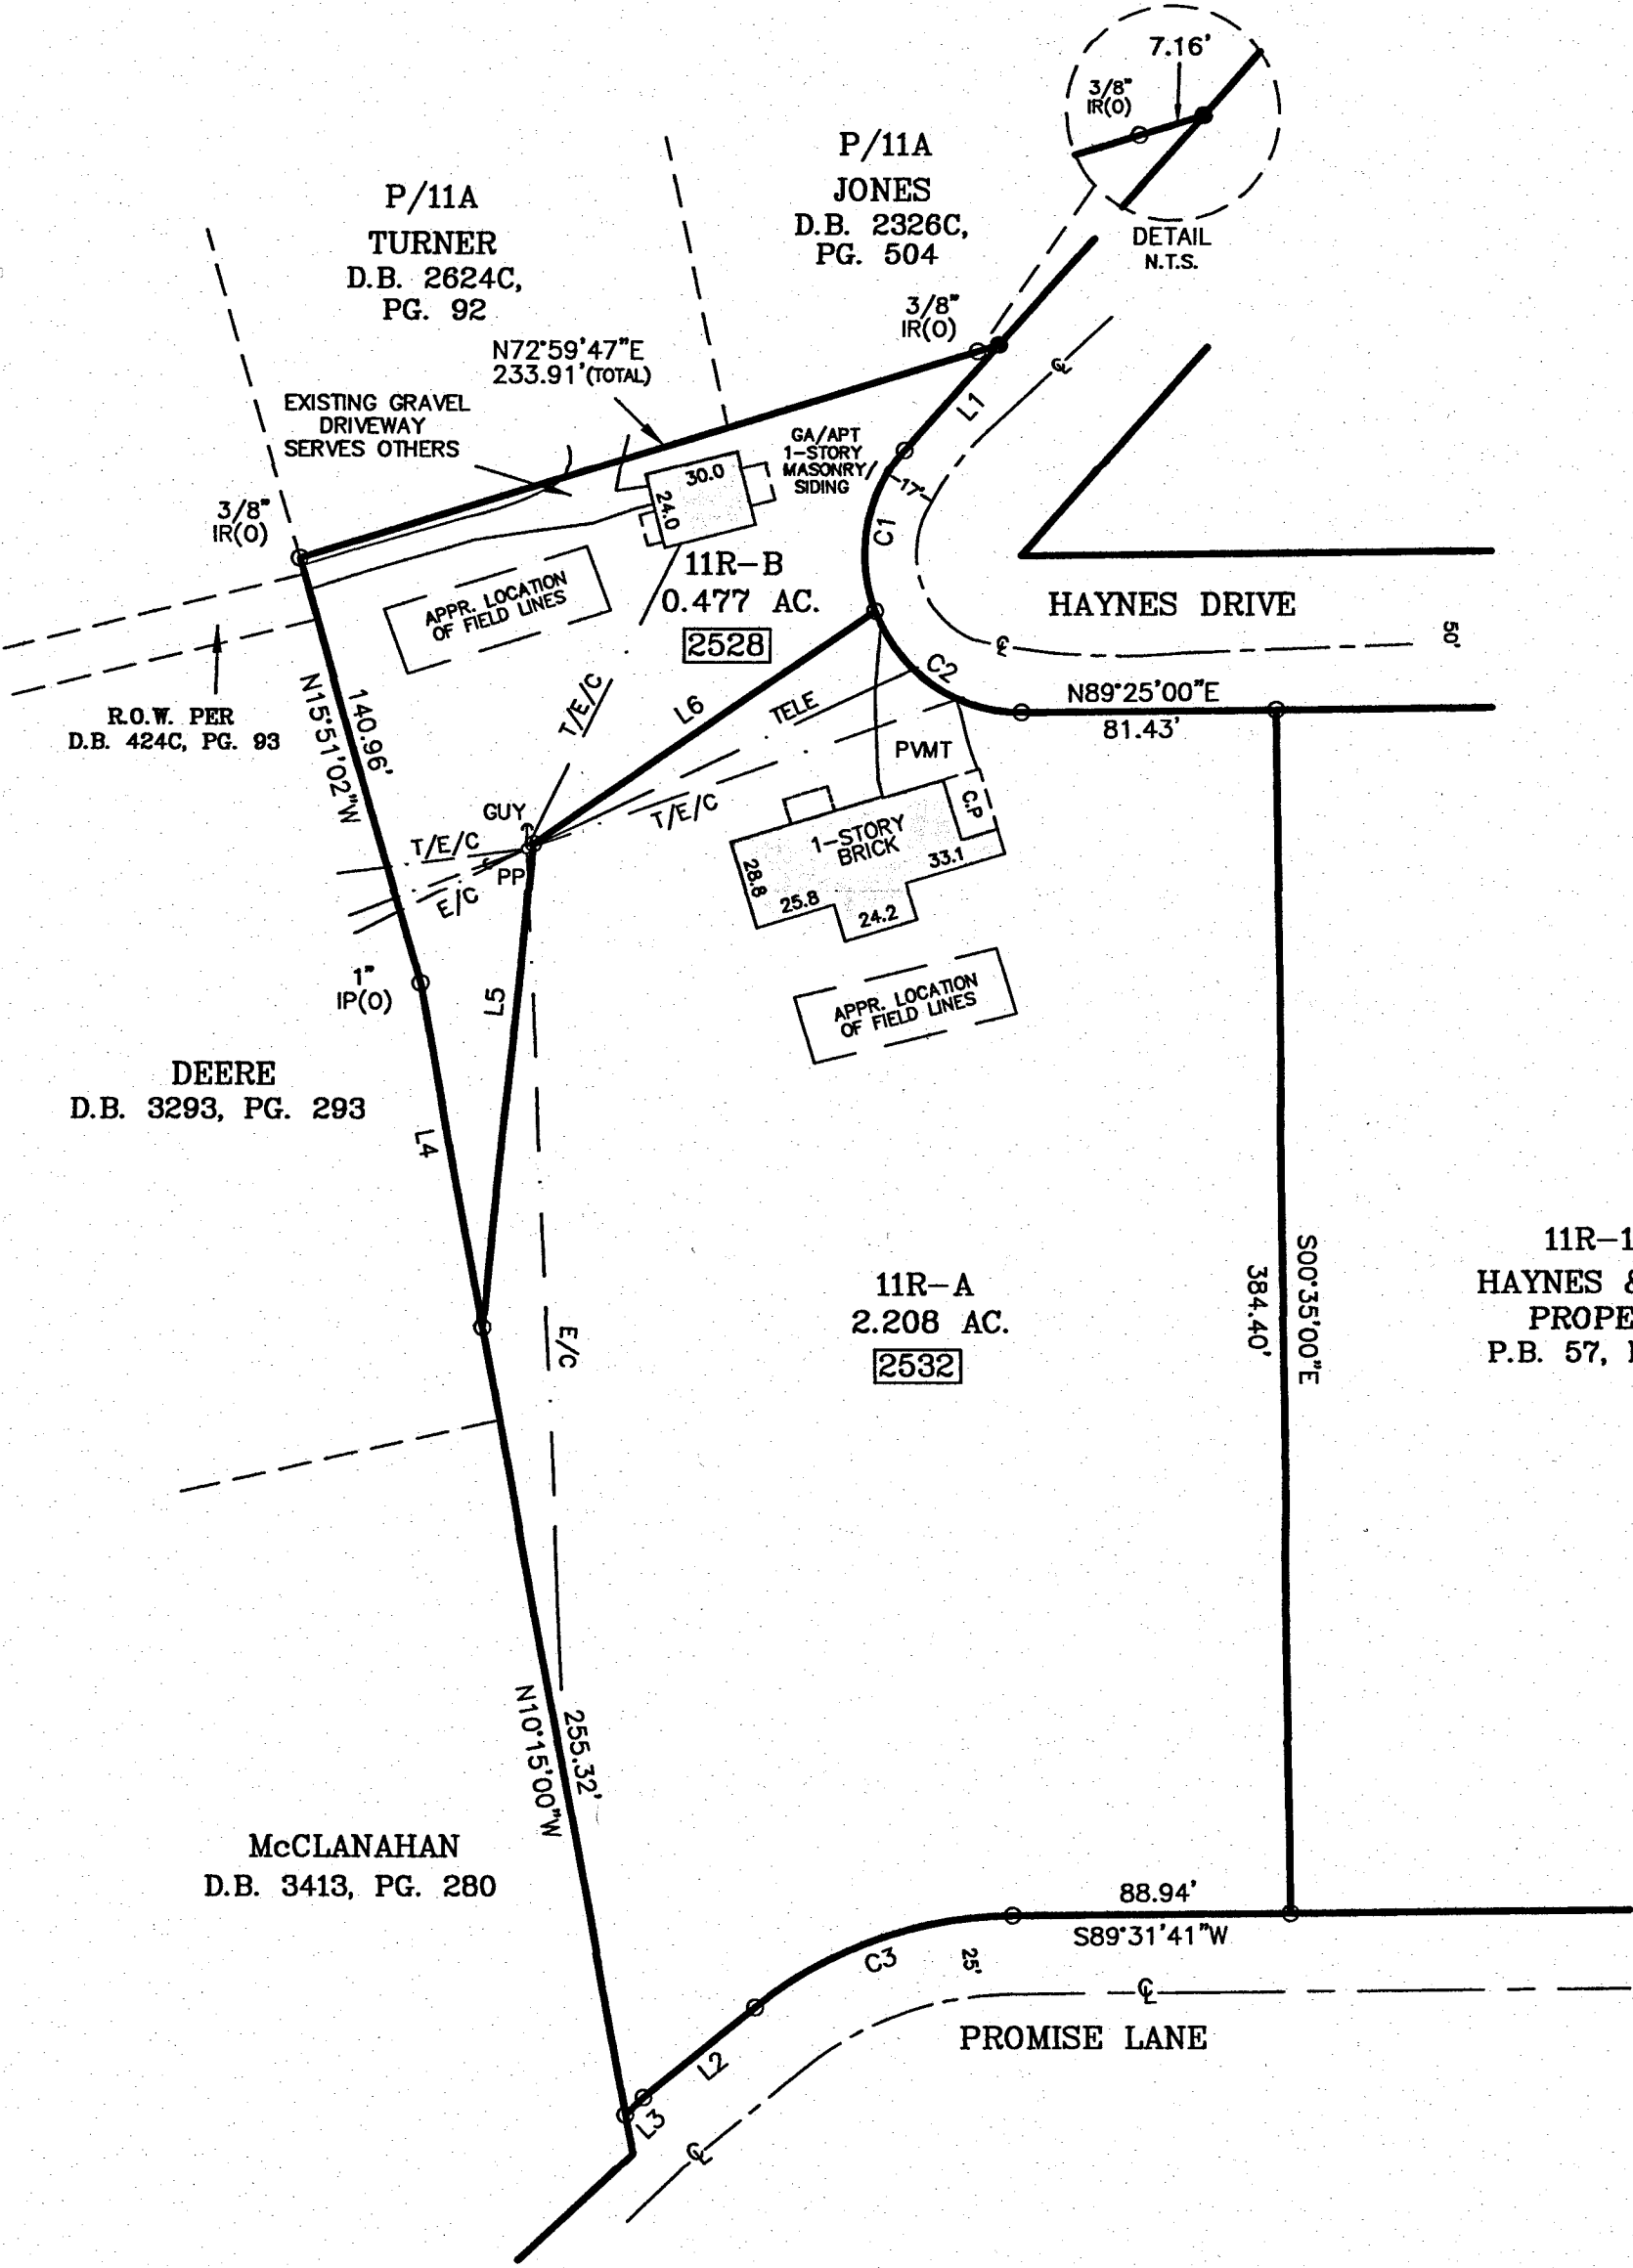 7.16'
3/8"
IR(O)
DETAIL
N.T.S.
P/11A
JONES
D.B. 2326C,
PG. 504
P/11A
TURNER
D.B. 2624C,
PG. 92
3/8"
IR(O)
N72°59'47"E
233.91'(TOTAL)
EXISTING GRAVEL
DRIVEWAY
SERVES OTHERS
L1
℄
GA/APT
1-STORY
MASONRY/
SIDING
30.0
24.0
17'
C1
3/8"
IR(O)
11R-B
0.477 AC.
2528
APPR. LOCATION
OF FIELD LINES
HAYNES DRIVE
℄
50'
R.O.W. PER
D.B. 424C, PG. 93
N15°51'02"W
140.96'
T/E/C
L6
TELE
C2
N89°25'00"E
81.43'
PVMT
T/E/C
GUY
T/E/C
PP
E/C
C.P
1-STORY
BRICK
28.8
25.8
24.2
33.1
1"
IP(O)
L5
APPR. LOCATION
OF FIELD LINES
DEERE
D.B. 3293, PG. 293
L4
11R-A
2.208 AC.
2532
E/C
S00°35'00"E
384.40'
11R-1
HAYNES &
PROPE
P.B. 57,
N10°15'00"W
255.32'
McCLANAHAN
D.B. 3413, PG. 280
88.94'
S89°31'41"W
C3
25'
℄
PROMISE LANE
L2
L3
℄